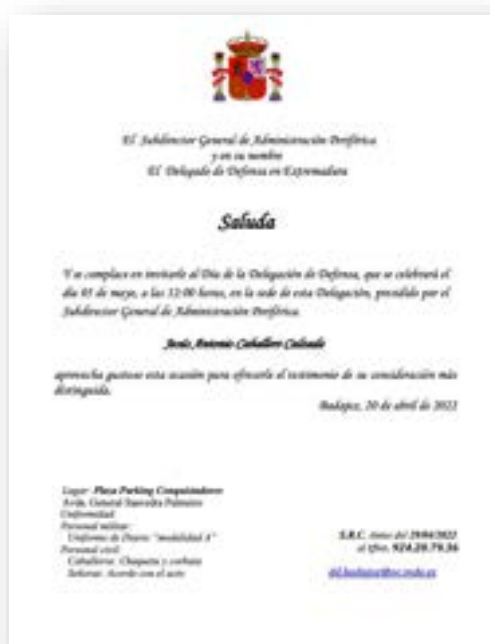 El Subdirector General de Administración Periférica
y en su nombre
El Delegado de Defensa en Extremadura
Saluda
Y se complace en invitarle al Día de la Delegación de Defensa, que se celebrará el
día 05 de mayo, a las 12:00 horas, en la sede de esta Delegación, presidido por el
Subdirector General de Administración Periférica.
Jesús Antonio Caballero
aprovecha gustoso esta ocasión para ofrecerle el testimonio de su consideración más
distinguida.
Badajoz, 20 de abril de 2022
Lugar: Plaza Parking Conquistadores
Avda. General Saavedra Palmeiro
Uniformidad:
Personal militar:
Uniforme de Diario "modalidad A"
Personal civil:
Caballeros: Chaqueta y corbata
Señoras: Acorde con el acto
S.R.C. Antes del 29/04/2022
al tfno. 924.20.79.36